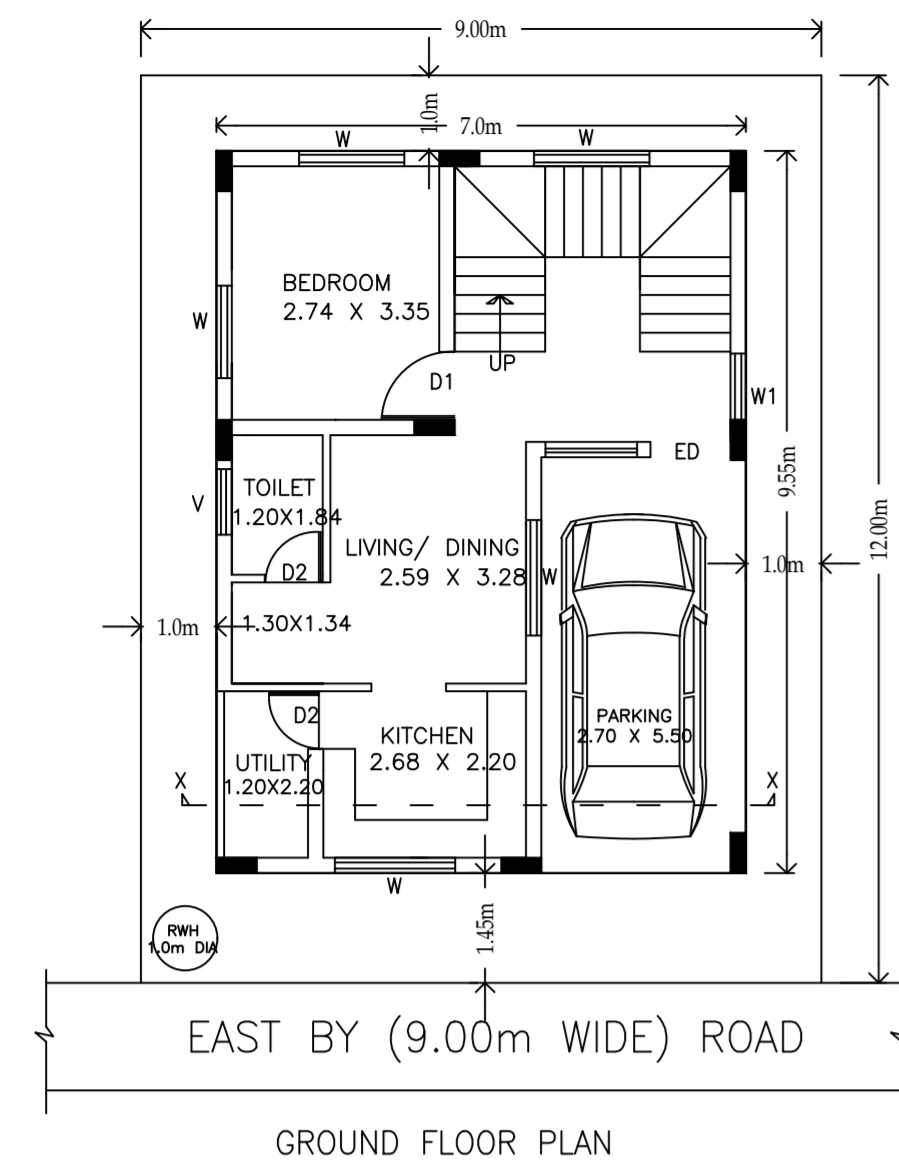 9.00m
1.0m
7.0m
W
W
BEDROOM
2.74 X 3.35
W
UP
D1
W1
ED
9.55m
12.00m
TOILET
1.20X1.84
V
LIVING/ DINING
2.59 X 3.28
W
D2
1.0m
1.30X1.34
1.0m
D2
KITCHEN
2.68 X 2.20
PARKING
2.70 X 5.50
UTILITY
1.20X2.20
X
X
W
1.45m
RWH
1.0m DIA
EAST BY (9.00m WIDE) ROAD
GROUND FLOOR PLAN